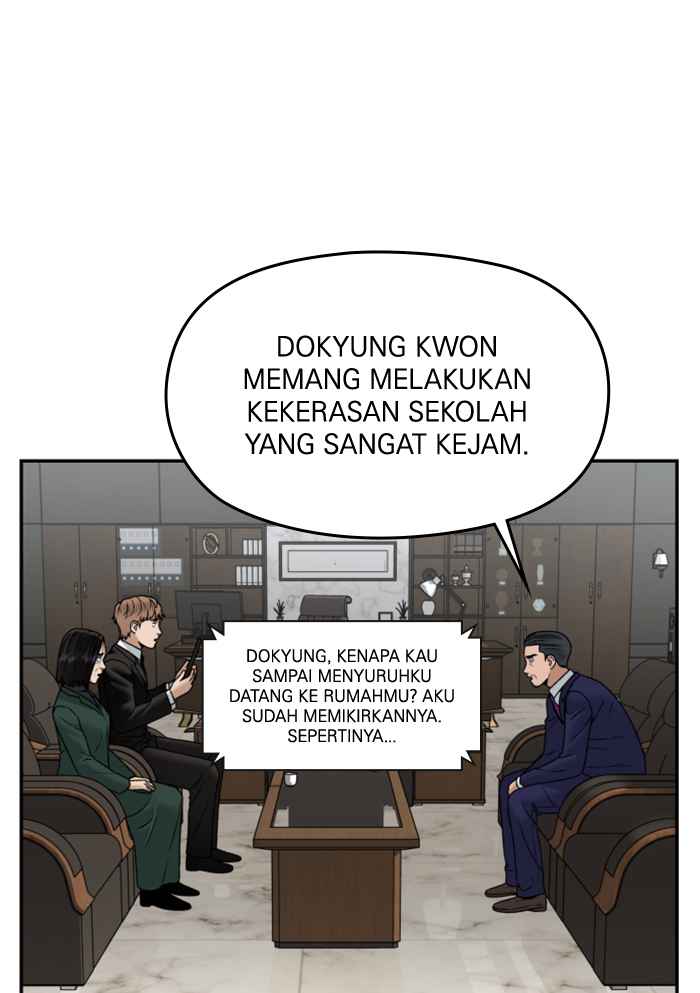 DOKYUNG KWON
MEMANG MELAKUKAN
KEKERASAN SEKOLAH
YANG SANGAT KEJAM.
DOKYUNG, KENAPA KAU
SAMPAI MENYURUHKU
DATANG KE RUMAHMU? AKU
SUDAH MEMIKIRKANNYA.
SEPERTINYA...